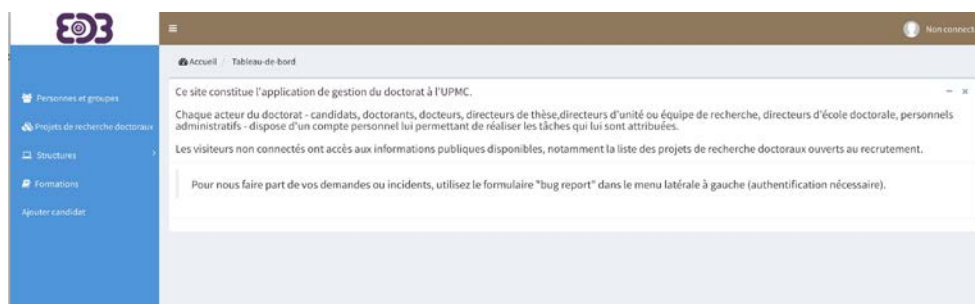 EDB
Non connect
Accueil / Tableau-de-bord
Personnes et groupes
Projets de recherche doctoraux
Structures
Formations
Ajouter candidat
Ce site constitue l'application de gestion du doctorat à l'UPMC.
Chaque acteur du doctorat - candidats, doctorants, docteurs, directeurs de thèse,directeurs d'unité ou équipe de recherche, directeurs d'école doctorale, personnels
administratifs - dispose d'un compte personnel lui permettant de réaliser les tâches qui lui sont attribuées.
Les visiteurs non connectés ont accès aux informations publiques disponibles, notamment la liste des projets de recherche doctoraux ouverts au recrutement.
Pour nous faire part de vos demandes ou incidents, utilisez le formulaire "bug report" dans le menu latérale à gauche (authentification nécessaire).